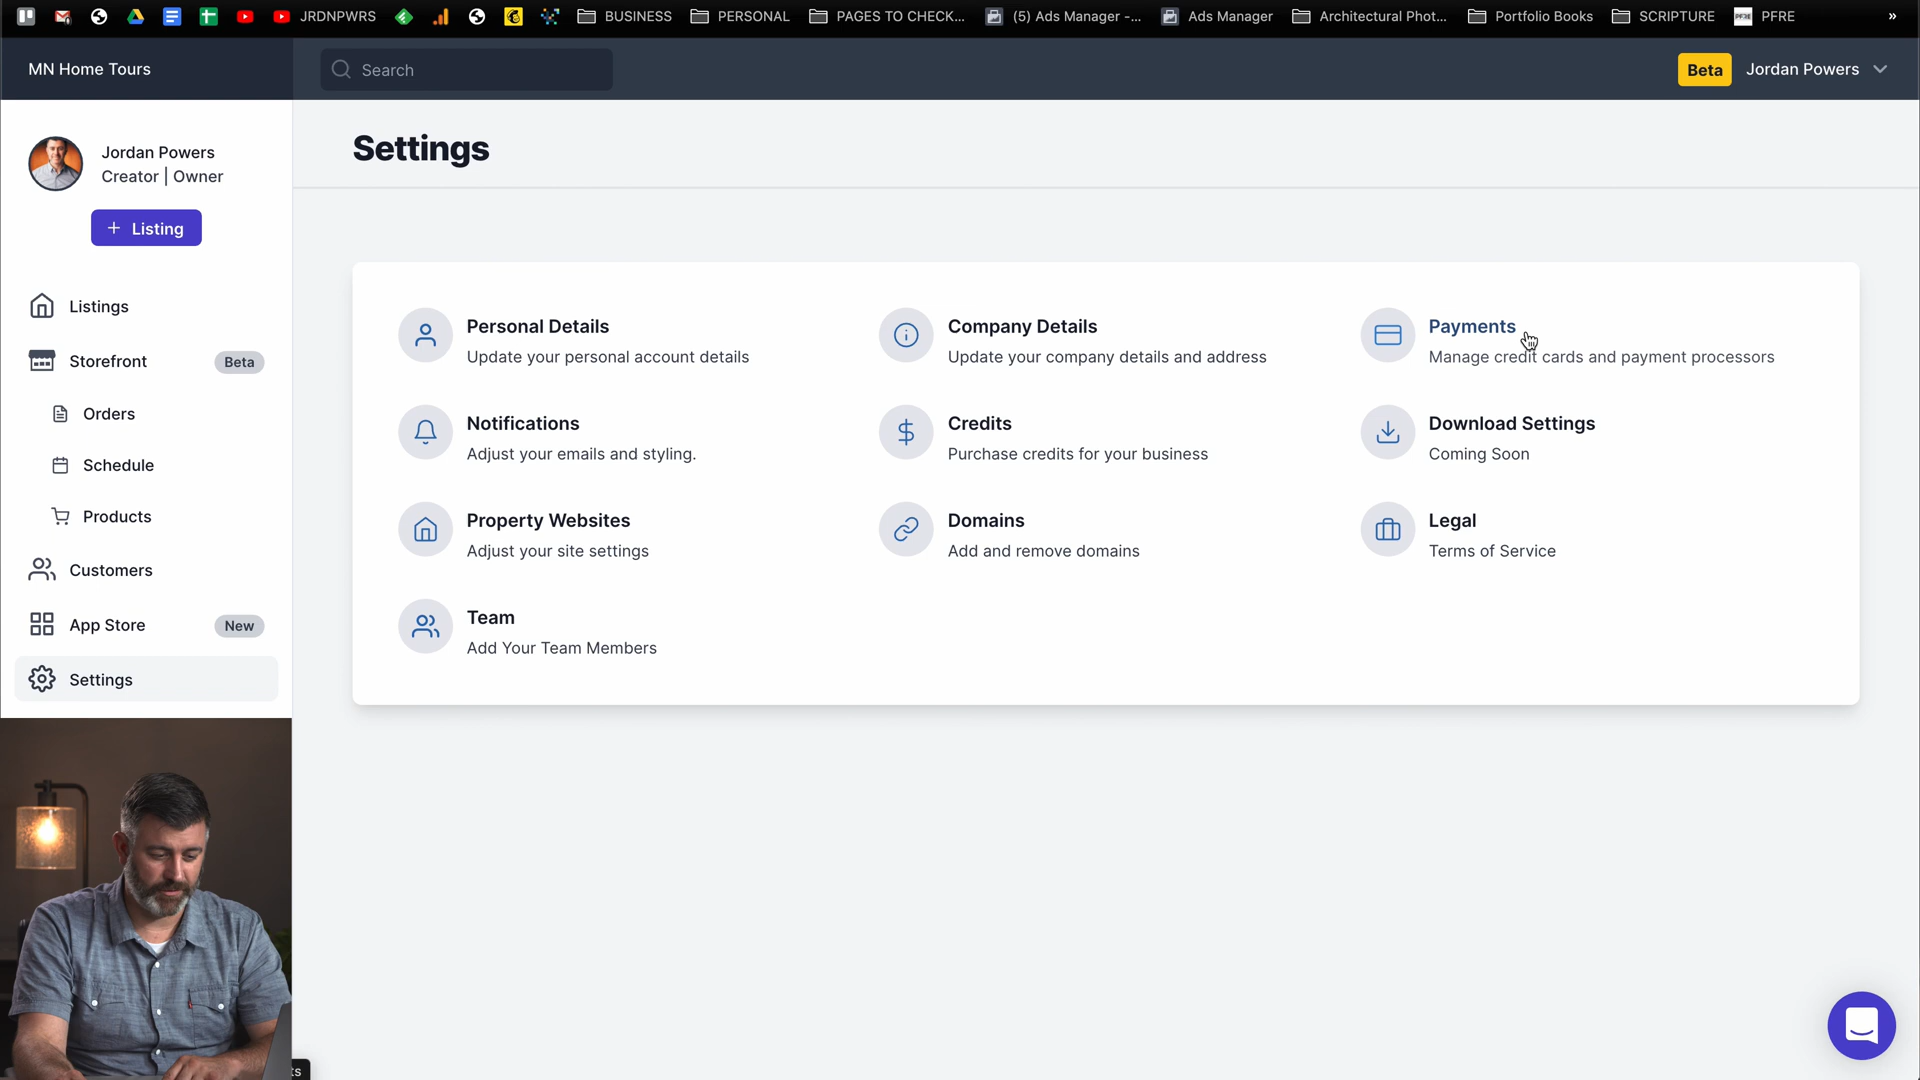 JRDNPWRS
BUSINESS
PERSONAL
PAGES TO CHECK...
(5) Ads Manager -...
Ads Manager
Architectural Phot...
Portfolio Books
SCRIPTURE
PFRE
PFRE
»
MN Home Tours
Search
Beta
Jordan Powers
Jordan Powers
Creator | Owner
+ Listing
Listings
Storefront
Beta
Orders
Schedule
Products
Customers
App Store
New
Settings
Settings
Personal Details
Update your personal account details
Company Details
Update your company details and address
Payments
Manage credit cards and payment processors
Notifications
Adjust your emails and styling.
Credits
Purchase credits for your business
Download Settings
Coming Soon
Property Websites
Adjust your site settings
Domains
Add and remove domains
Legal
Terms of Service
Team
Add Your Team Members
ts